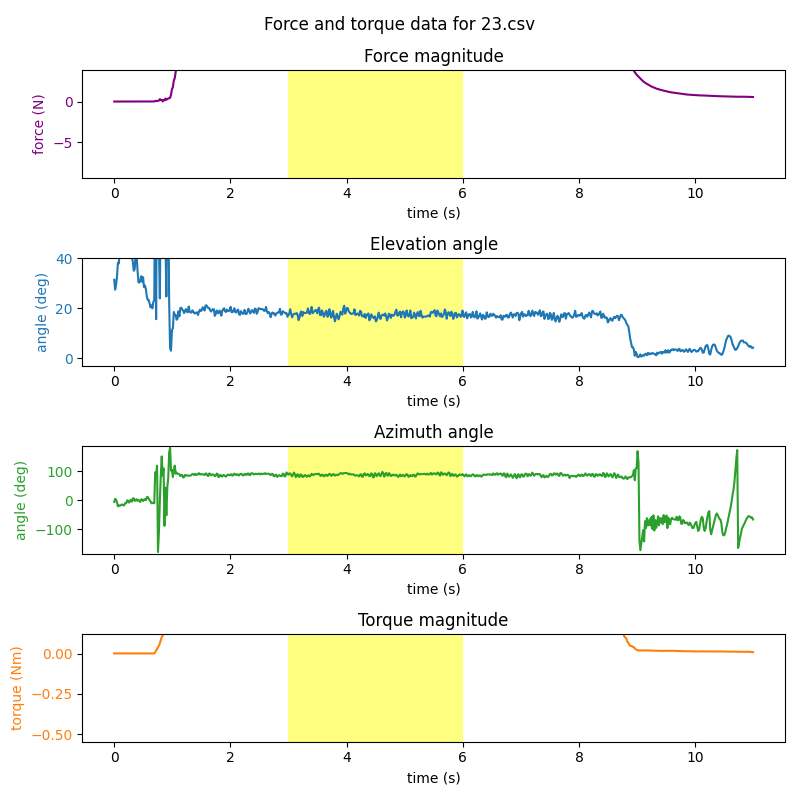 Force and torque data for 23.csv
Force magnitude
force (N)
0
−5
0 2 4 6 8 10
time (s)
Elevation angle
angle (deg)
40
20
0
0 2 4 6 8 10
time (s)
Azimuth angle
angle (deg)
100
0
−100
0 2 4 6 8 10
time (s)
Torque magnitude
torque (Nm)
0.00
−0.25
−0.50
0 2 4 6 8 10
time (s)